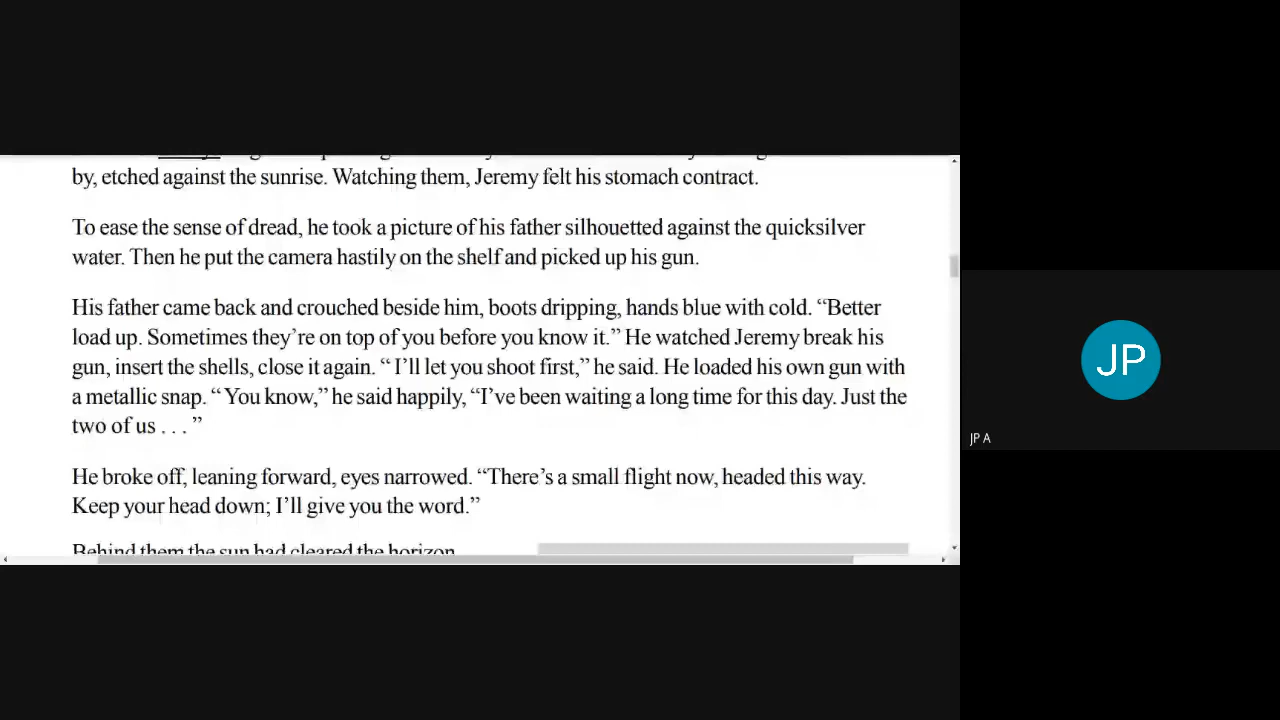 by, etched against the sunrise. Watching them, Jeremy felt his stomach contract.
To ease the sense of dread, he took a picture of his father silhouetted against the quicksilver
water. Then he put the camera hastily on the shelf and picked up his gun.
His father came back and crouched beside him, boots dripping, hands blue with cold. “Better
load up. Sometimes they’re on top of you before you know it.” He watched Jeremy break his
gun, insert the shells, close it again. “ I’ll let you shoot first,” he said. He loaded his own gun with
a metallic snap. “ You know,” he said happily, “I’ve been waiting a long time for this day. Just the
two of us . . . ”
He broke off, leaning forward, eyes narrowed. “There’s a small flight now, headed this way.
Keep your head down; I’ll give you the word.”
Behind them the sun had cleared the horizon
JP
JP A